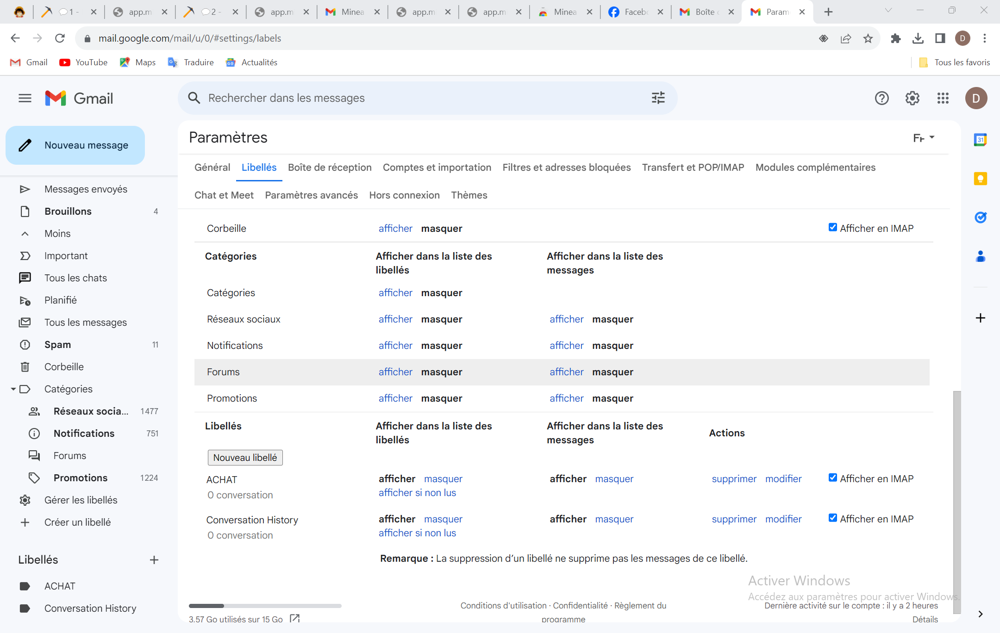 1 -
app.m
2 -
app.m
Minea
app.m
app.m
Minea
Faceb
Boîte
Param
mail.google.com/mail/u/0/#settings/labels
D
Gmail
YouTube
Maps
Traduire
Actualités
Tous les favoris
Gmail
Rechercher dans les messages
D
Nouveau message
Paramètres
Général
Libellés
Boîte de réception
Comptes et importation
Filtres et adresses bloquées
Transfert et POP/IMAP
Modules complémentaires
Chat et Meet
Paramètres avancés
Hors connexion
Thèmes
31
Messages envoyés
Brouillons 4
Moins
Important
Tous les chats
Planifié
Tous les messages
Spam 11
Corbeille
Catégories
Réseaux socia... 1 477
Notifications 751
Forums
Promotions 1 224
Gérer les libellés
Créer un libellé
Libellés
ACHAT
Conversation History
Corbeille afficher masquer Afficher en IMAP
Catégories Afficher dans la liste des libellés Afficher dans la liste des messages
Catégories afficher masquer
Réseaux sociaux afficher masquer afficher masquer
Notifications afficher masquer afficher masquer
Forums afficher masquer afficher masquer
Promotions afficher masquer afficher masquer
Libellés Afficher dans la liste des libellés Afficher dans la liste des messages Actions
Nouveau libellé
ACHAT afficher masquer afficher masquer supprimer modifier Afficher en IMAP
0 conversation afficher si non lus
Conversation History afficher masquer afficher masquer supprimer modifier Afficher en IMAP
0 conversation afficher si non lus
Remarque : La suppression d’un libellé ne supprime pas les messages de ce libellé.
Activer Windows
Accédez aux paramètres pour activer Windows.
3,57 Go utilisés sur 15 Go
Conditions d'utilisation · Confidentialité · Règlement du
programme
Dernière activité sur le compte : il y a 2 heures
Détails